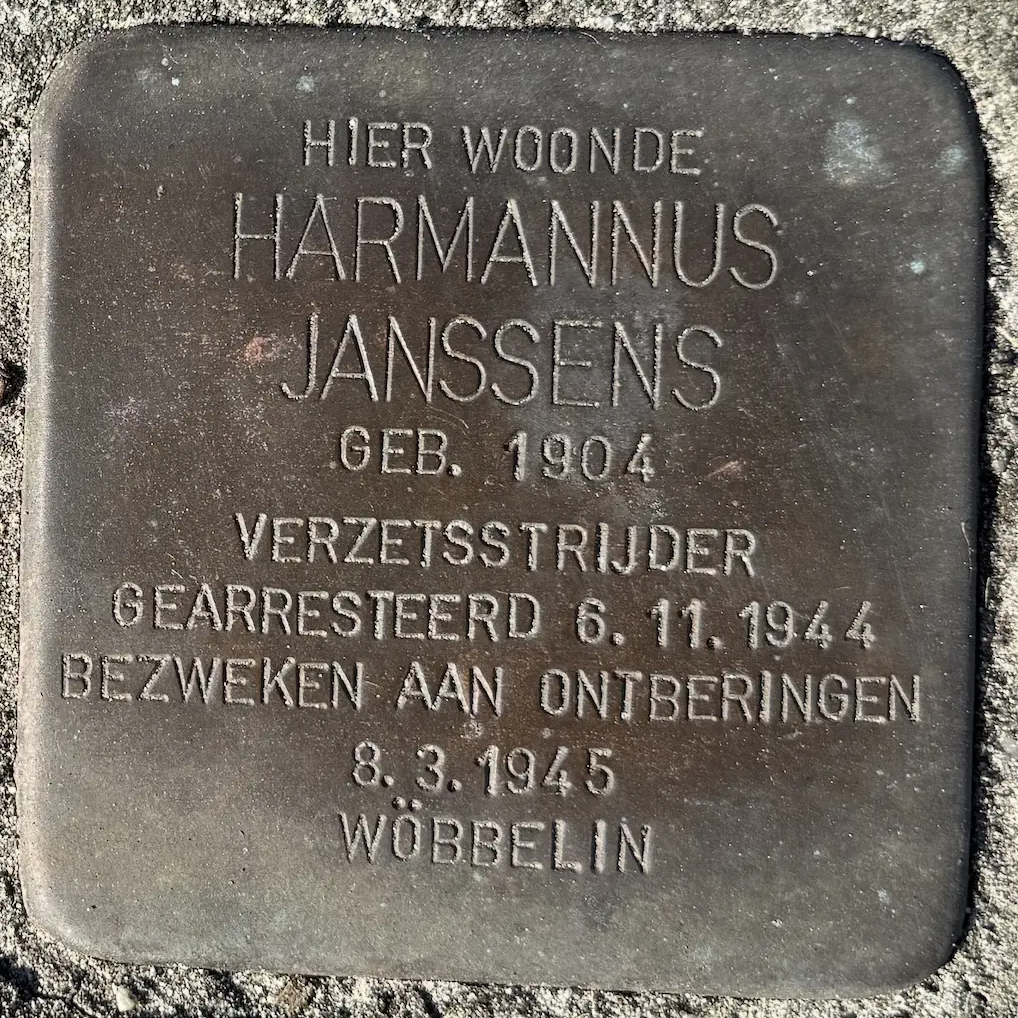 HIER WOONDE
HARMANNUS
JANSSENS
GEB. 1904
VERZETSSTRIJDER
GEARRESTEERD 6.11.1944
BEZWEKEN AAN ONTBERINGEN
8.3.1945
WÖBBELIN